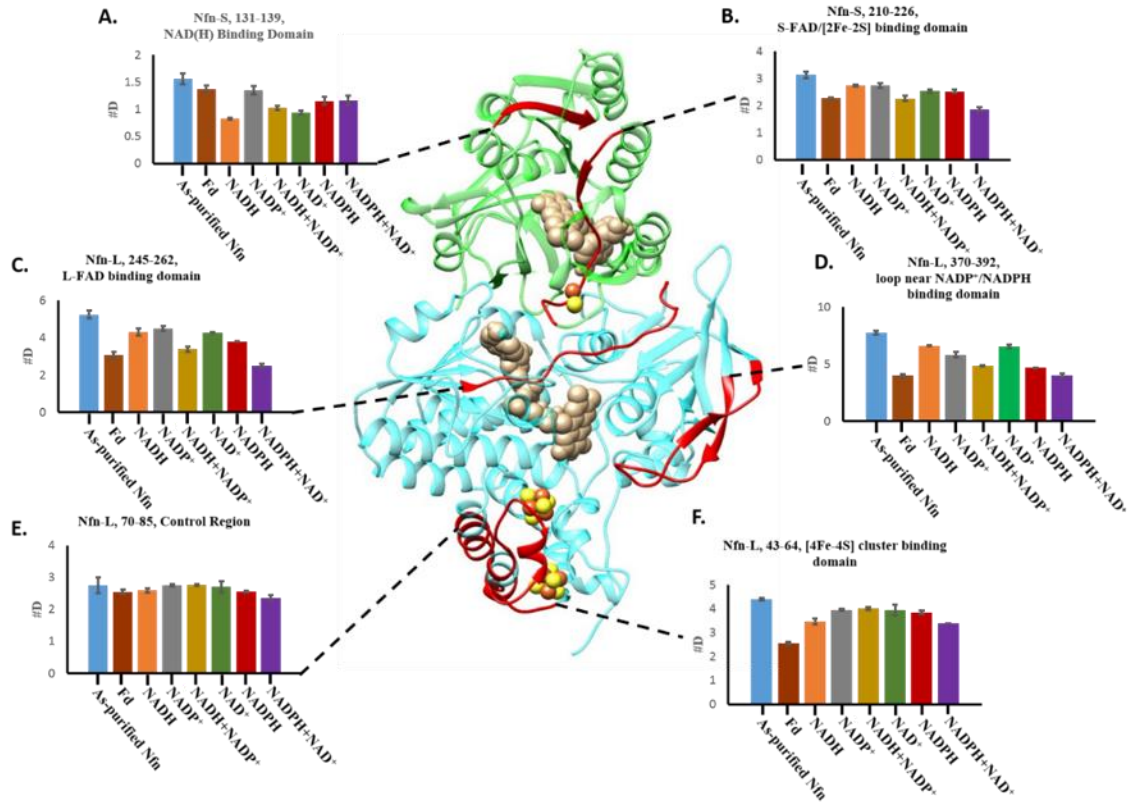 A.
Nfn-S, 131-139,
NAD(H) Binding Domain
#D
2
1.5
1
0.5
0
As-purified Nfn
Fd
NADH
NADP⁺
NADH+NADP⁺
NAD⁺
NADPH
NADPH+NAD⁺
B.
Nfn-S, 210-226,
S-FAD/[2Fe-2S] binding domain
#D
4
3
2
1
0
As-purified Nfn
Fd
NADH
NADP⁺
NADH+NADP⁺
NAD⁺
NADPH
NADPH+NAD⁺
C.
Nfn-L, 245-262,
L-FAD binding domain
#D
6
4
2
0
As-purified Nfn
Fd
NADH
NADP⁺
NADH+NADP⁺
NAD⁺
NADPH
NADPH+NAD⁺
D.
Nfn-L, 370-392,
loop near NADP⁺/NADPH
binding domain
#D
10
5
0
As-purified Nfn
Fd
NADH
NADP⁺
NADH+NADP⁺
NAD⁺
NADPH
NADPH+NAD⁺
E.
Nfn-L, 70-85, Control Region
#D
4
3
2
1
0
As-purified Nfn
Fd
NADH
NADP⁺
NADH+NADP⁺
NAD⁺
NADPH
NADPH+NAD⁺
F.
Nfn-L, 43-64, [4Fe-4S] cluster binding
domain
#D
5
4
3
2
1
0
As-purified Nfn
Fd
NADH
NADP⁺
NADH+NADP⁺
NAD⁺
NADPH
NADPH+NAD⁺